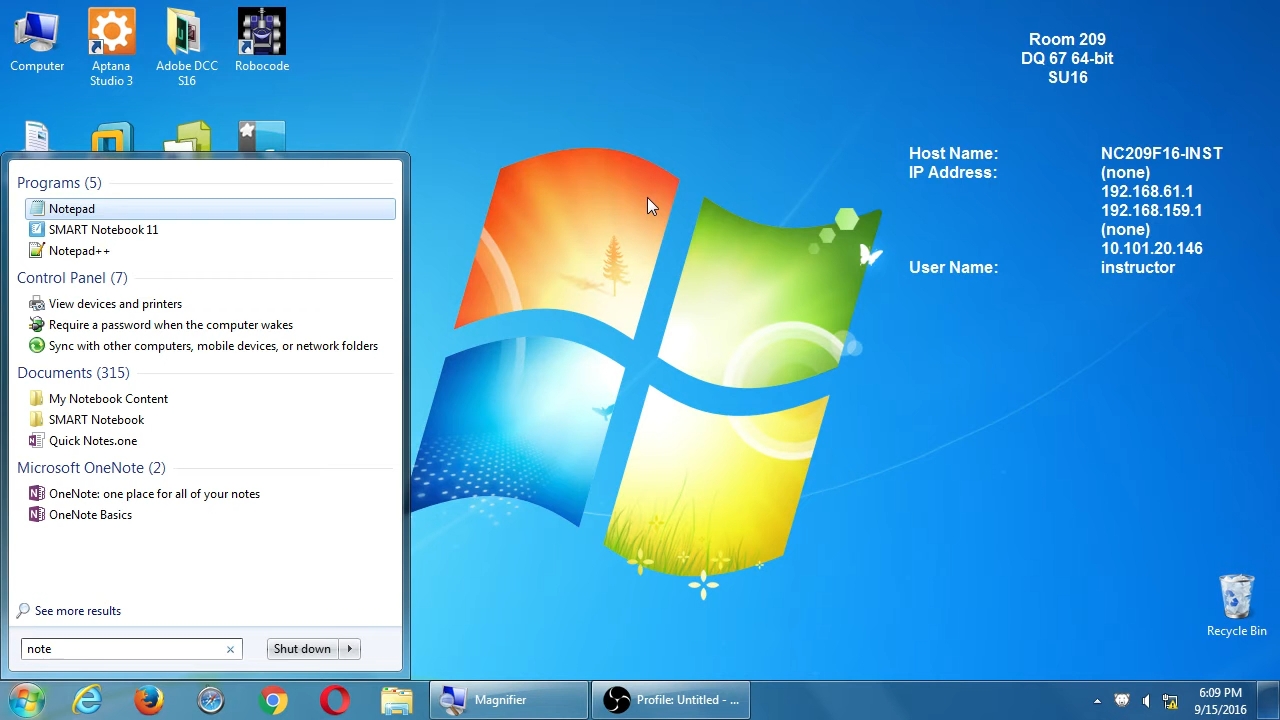 Computer
Aptana
Studio 3
Adobe DCC
S16
Robocode
Room 209
DQ 67 64-bit
SU16
Host Name: NC209F16-INST
IP Address: (none)
192.168.61.1
192.168.159.1
(none)
10.101.20.146
User Name: instructor
Programs (5)
Notepad
SMART Notebook 11
Notepad++
Control Panel (7)
View devices and printers
Require a password when the computer wakes
Sync with other computers, mobile devices, or network folders
Documents (315)
My Notebook Content
SMART Notebook
Quick Notes.one
Microsoft OneNote (2)
OneNote: one place for all of your notes
OneNote Basics
See more results
note
Shut down
Recycle Bin
Magnifier
Profile: Untitled - ...
6:09 PM
9/15/2016